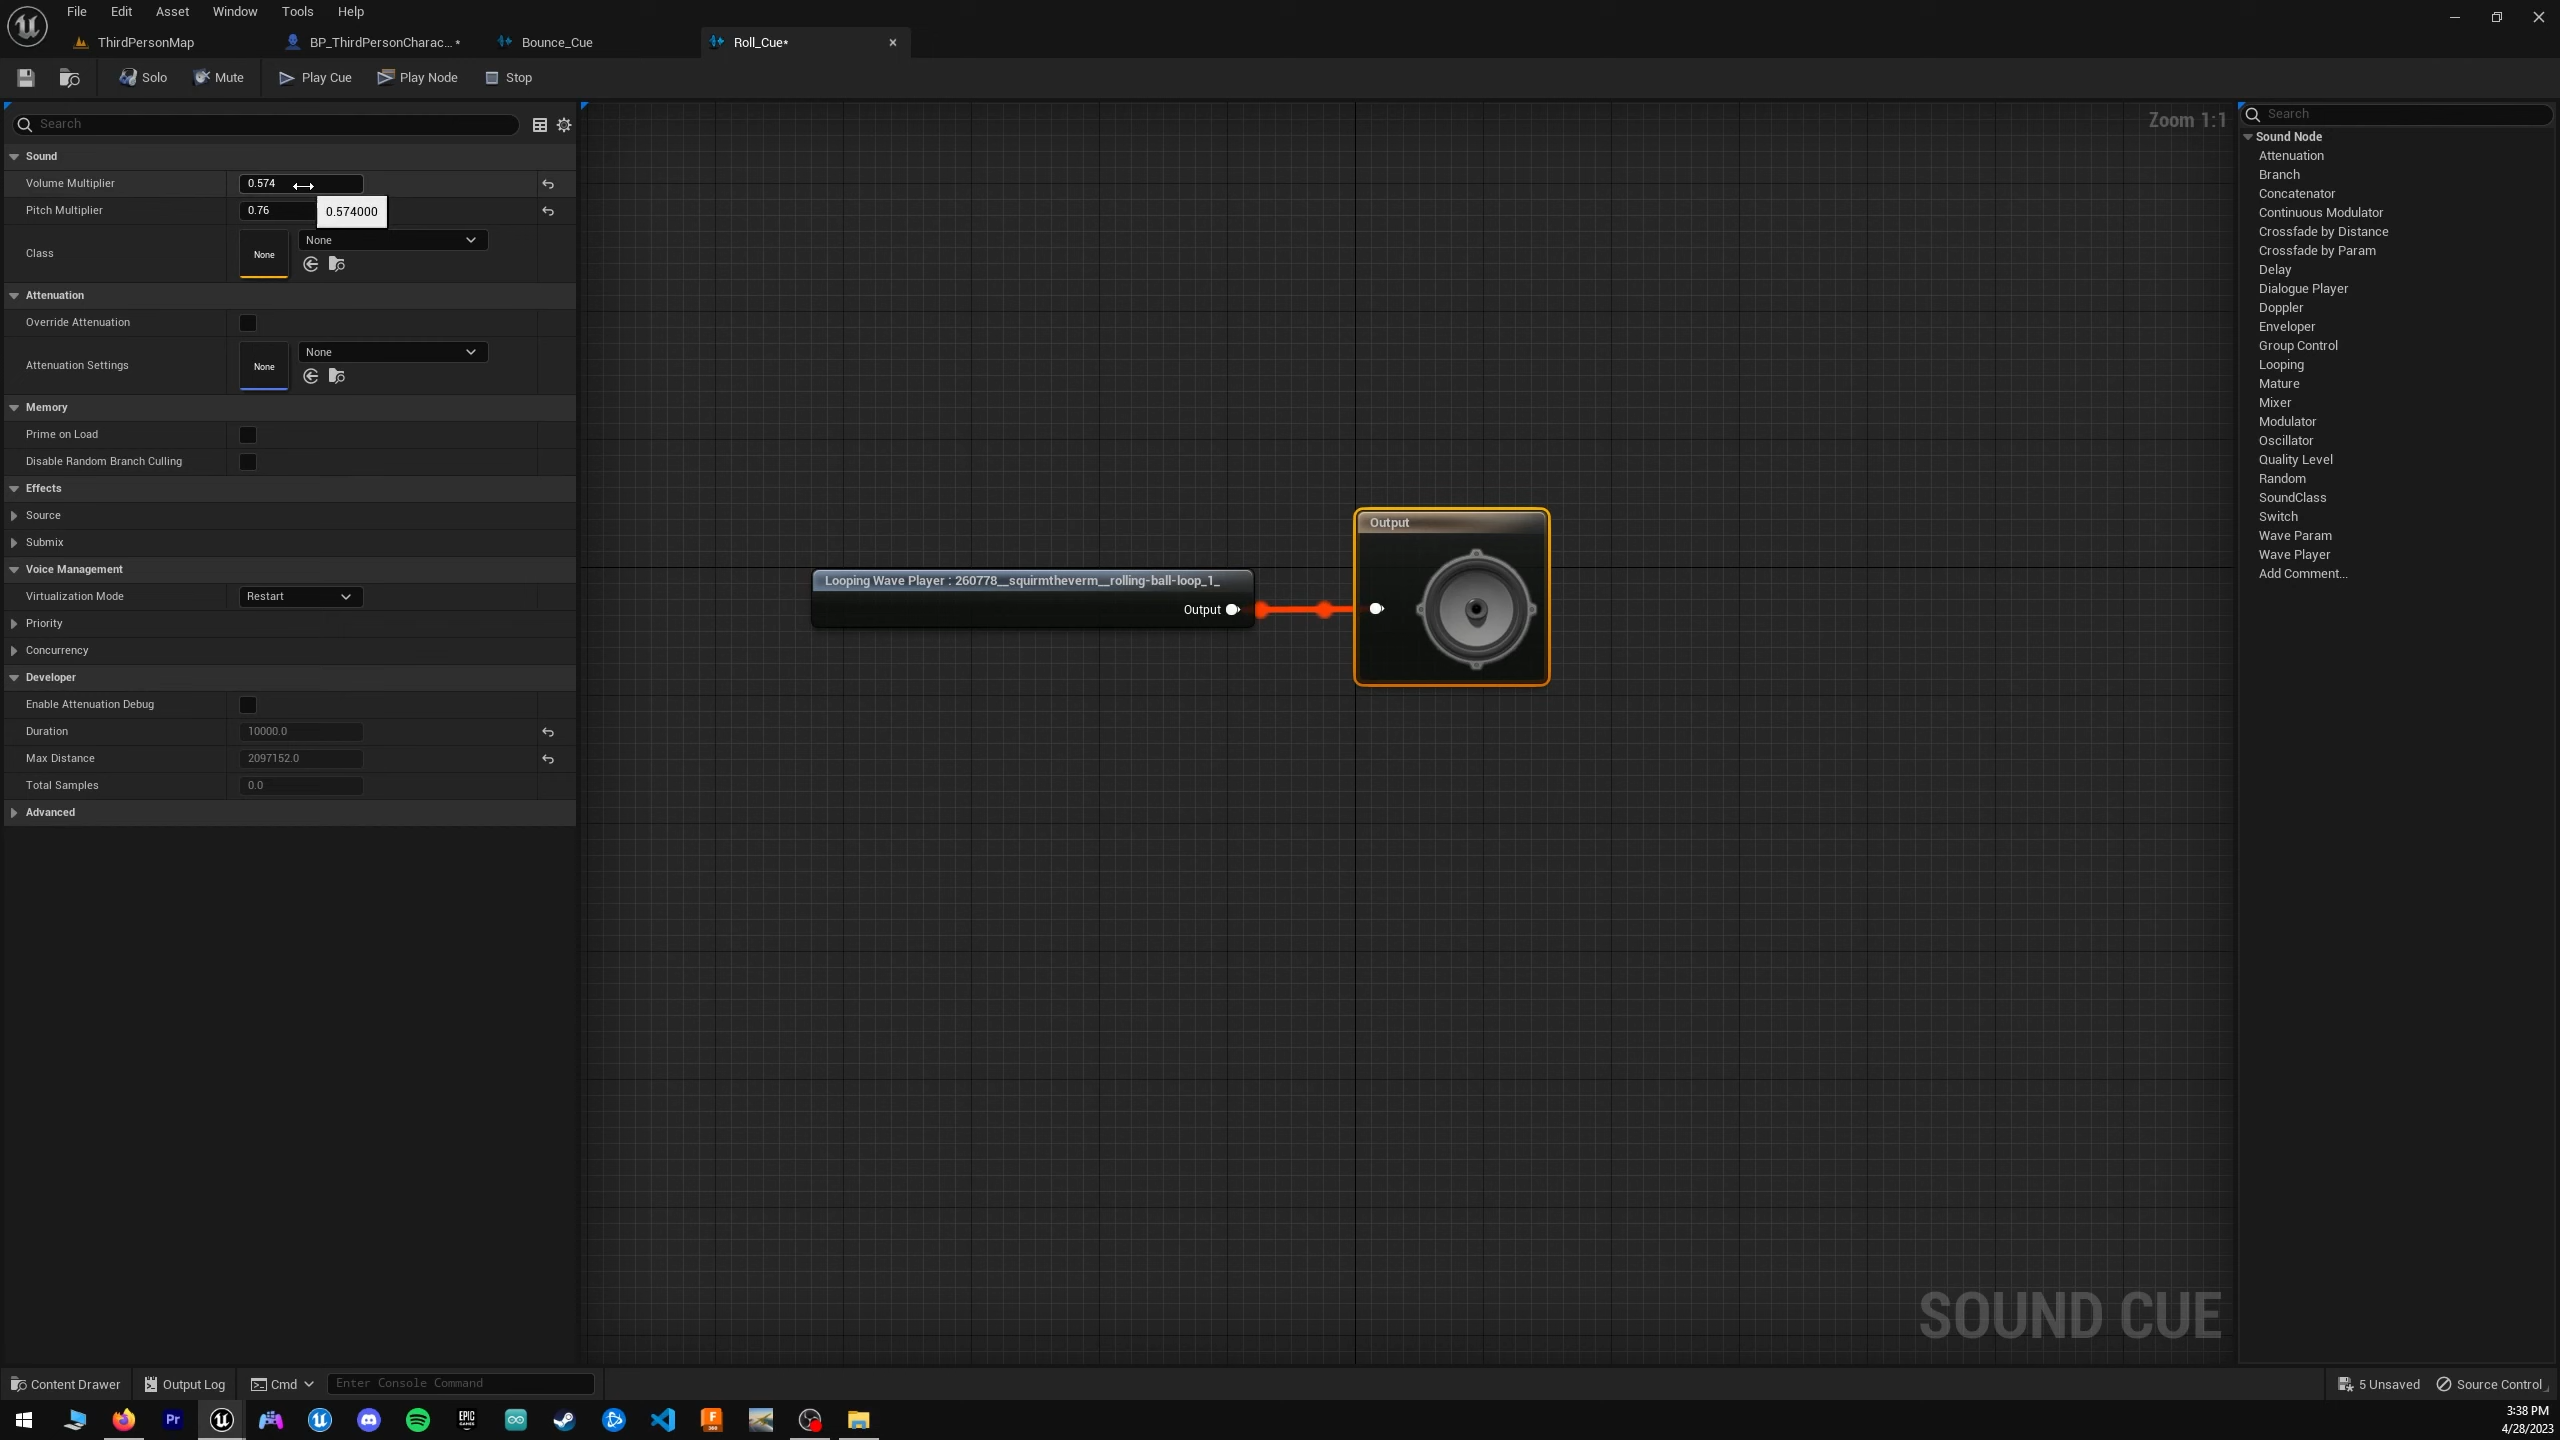 File Edit Asset Window Tools Help
ThirdPersonMap BP_ThirdPersonCharac... * Bounce_Cue Roll_Cue*
Solo Mute Play Cue Play Node Stop
Search
Sound
Volume Multiplier 0.574
Pitch Multiplier 0.76
0.574000
Class None None
Attenuation
Override Attenuation
Attenuation Settings None None
Memory
Prime on Load
Disable Random Branch Culling
Effects
Source
Submix
Voice Management
Virtualization Mode Restart
Priority
Concurrency
Developer
Enable Attenuation Debug
Duration 10000.0
Max Distance 2097152.0
Total Samples 0.0
Advanced
Zoom 1:1
Looping Wave Player : 260778__squirmtheverm__rolling-ball-loop_1_
Output
Output
SOUND CUE
Search
Sound Node
Attenuation
Branch
Concatenator
Continuous Modulator
Crossfade by Distance
Crossfade by Param
Delay
Dialogue Player
Doppler
Enveloper
Group Control
Looping
Mature
Mixer
Modulator
Oscillator
Quality Level
Random
SoundClass
Switch
Wave Param
Wave Player
Add Comment...
Content Drawer Output Log Cmd Enter Console Command 5 Unsaved Source Control
Pr EPIC GAMES F 360
3:38 PM
4/28/2023